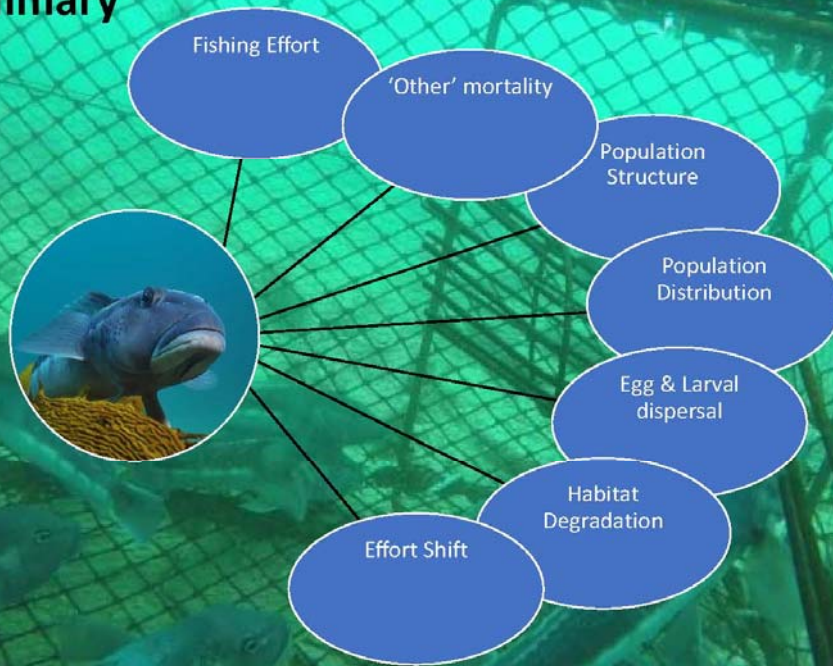 Fishing Effort
'Other' mortality
Population
Structure
Population
Distribution
Egg & Larval
dispersal
Habitat
Degradation
Effort Shift